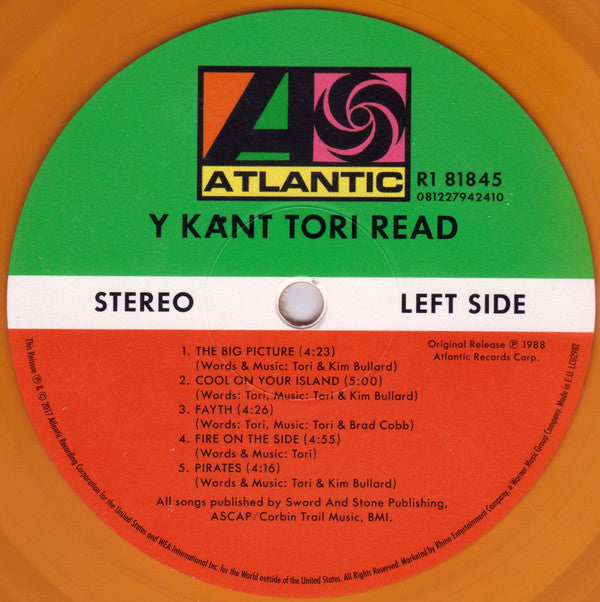 ATLANTIC
R1 81845
081227942410
Y KANT TORI READ
STEREO
LEFT SIDE
Original Release ℗ 1988
Atlantic Records Corp.
1. THE BIG PICTURE (4:23)
(Words & Music: Tori & Kim Bullard)
2. COOL ON YOUR ISLAND (5:00)
(Words: Tori, Music: Tori & Kim Bullard)
3. FAYTH (4:26)
(Words: Tori, Music: Tori & Brad Cobb)
4. FIRE ON THE SIDE (4:55)
(Words & Music: Tori)
5. PIRATES (4:16)
(Words & Music: Tori & Kim Bullard)
All songs published by Sword And Stone Publishing,
ASCAP/Corbin Trail Music, BMI.
This Reissue ℗ & © 2017 Atlantic Recording Corporation for the United States and WEA International Inc. for the World outside of the United States. All Rights Reserved. Marketed by Rhino Entertainment Company, a Warner Music Group Company. Made in E.U. LC02982